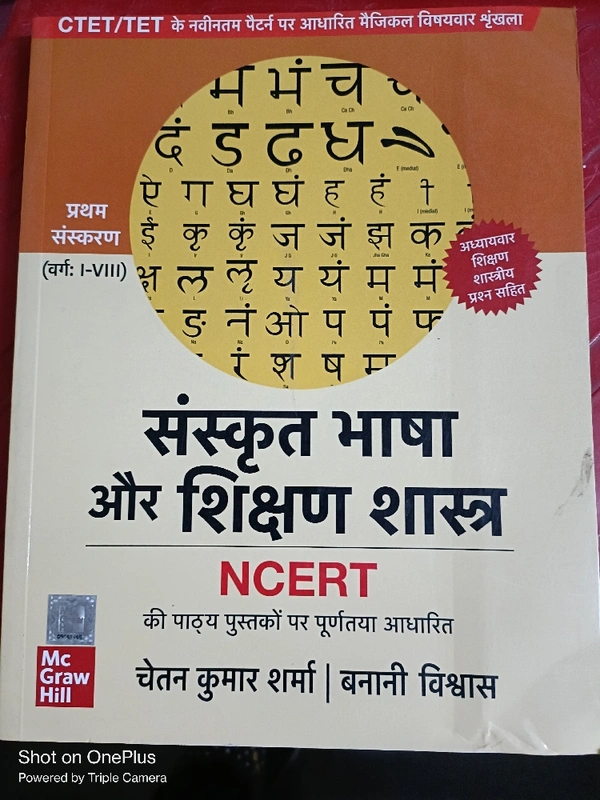 CTET/TET के नवीनतम पैटर्न पर आधारित मैजिकल विषयवार शृंखला
म भं च
दं ड ढ ध
ऐ ग घ घं ह हं
ई कृ कृं ज जं झ क
क्ष ल लृ य यं म मं
ङ नं ओ प पं फ
रं श ष म
प्रथम
संस्करण
(वर्ग: I-VIII)
अध्यायवार
शिक्षण
शास्त्रीय
प्रश्न सहित
संस्कृत भाषा
और शिक्षण शास्त्र
NCERT
की पाठ्य पुस्तकों पर पूर्णतया आधारित
Mc
Graw
Hill
चेतन कुमार शर्मा | बनानी विश्वास
Shot on OnePlus
Powered by Triple Camera